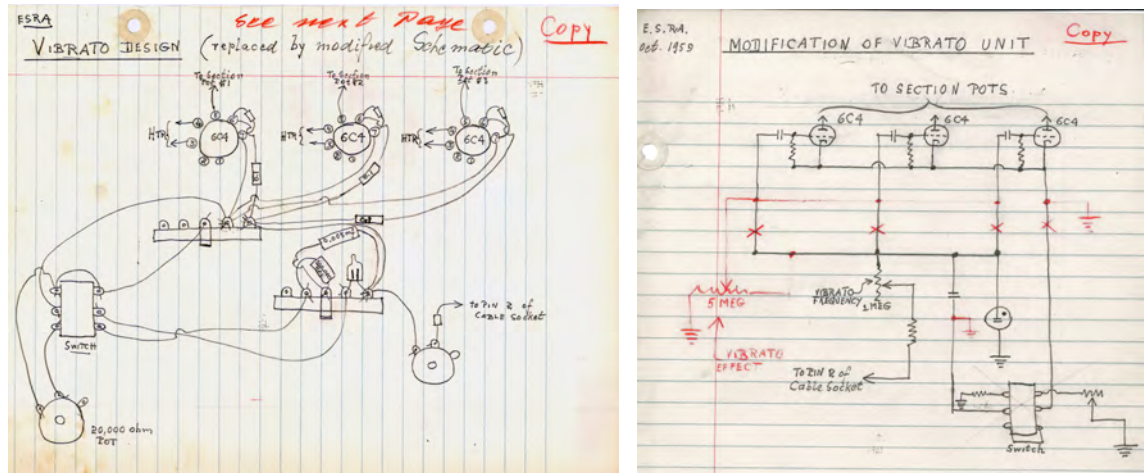 ESRA
See next Page
Copy
VIBRATO DESIGN (replaced by modified Schematic)
To Section
Pot #1
To Section
Pot #2
To Section
Pot #3
HTR{
6C4
HTR{
6C4
HTR{
6C4
Switch
20,000 ohm
POT
to PIN 2 of
CABLE SOCKET
E.S.R.A.
Oct. 1959
MODIFICATION OF VIBRATO UNIT
Copy
TO SECTION POTS
6C4
6C4
6C4
5 MEG
VIBRATO
EFFECT
VIBRATO
FREQUENCY
1 MEG
To PIN 2 of
Cable Socket
Switch